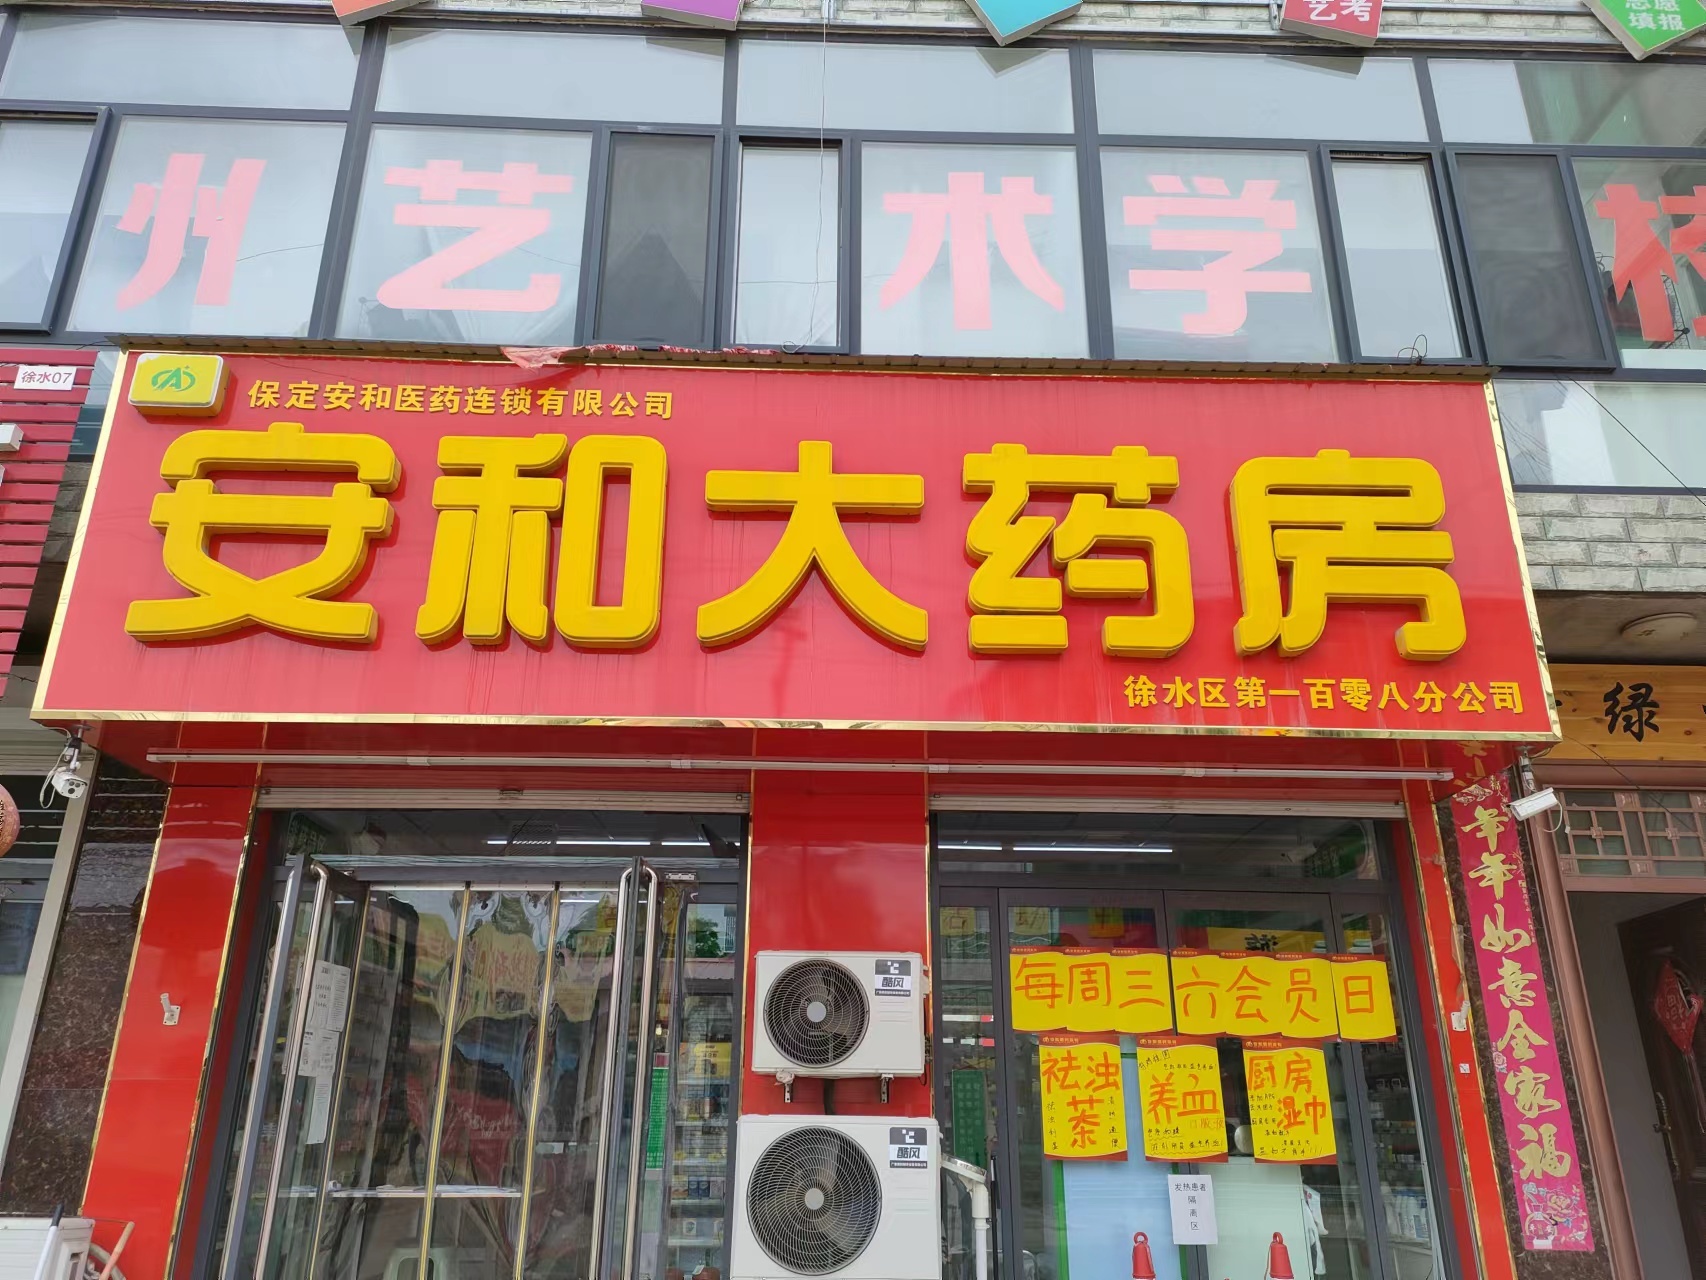 艺考
志愿
填报
州艺术学校
徐水07
保定安和医药连锁有限公司
安和大药房
徐水区第一百零八分公司
绿
年年如意全家福
酷风
酷风
每周三六会员日
祛浊
茶
养血
厨房
湿巾
发热患者
隔
离
区